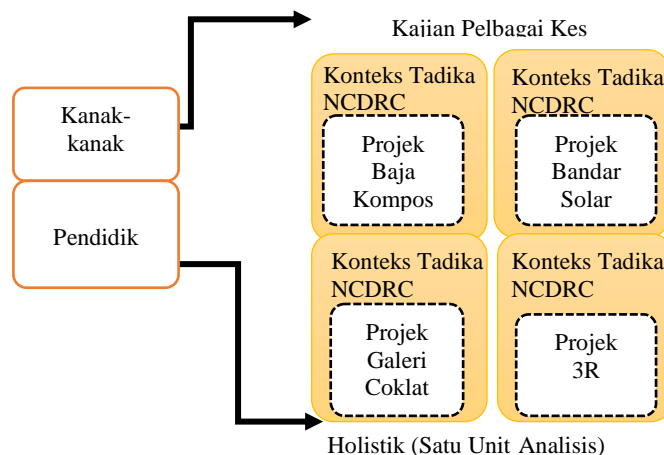 Kajian Pelbagai Kes
Kanak-
kanak
Pendidik
Konteks Tadika
NCDRC
Projek
Baja
Kompos
Konteks Tadika
NCDRC
Projek
Bandar
Solar
Konteks Tadika
NCDRC
Projek
Galeri
Coklat
Konteks Tadika
NCDRC
Projek
3R
Holistik (Satu Unit Analisis)